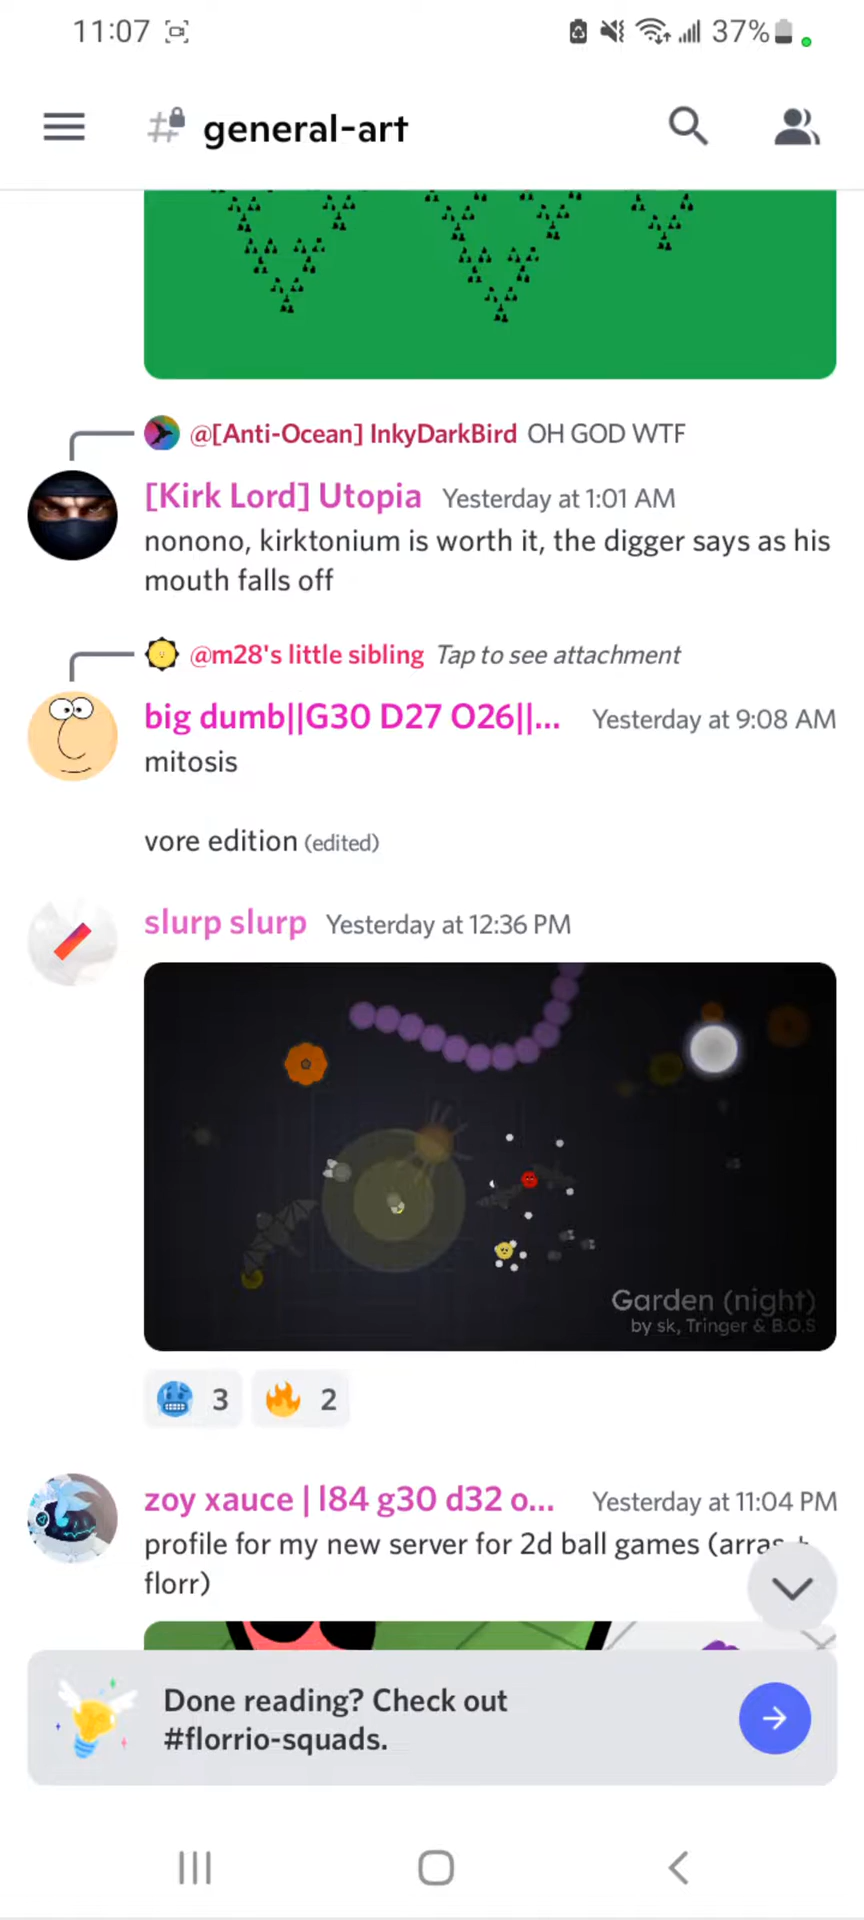 11:07
37%
general-art
@[Anti-Ocean] InkyDarkBird OH GOD WTF
[Kirk Lord] Utopia Yesterday at 1:01 AM
nonono, kirktonium is worth it, the digger says as his
mouth falls off
@m28's little sibling Tap to see attachment
big dumb||G30 D27 O26||... Yesterday at 9:08 AM
mitosis
vore edition (edited)
slurp slurp Yesterday at 12:36 PM
Garden (night)
by sk, Tringer & B.O.S
3 2
zoy xauce | l84 g30 d32 o... Yesterday at 11:04 PM
profile for my new server for 2d ball games (arras +
florr)
Done reading? Check out
#florrio-squads.